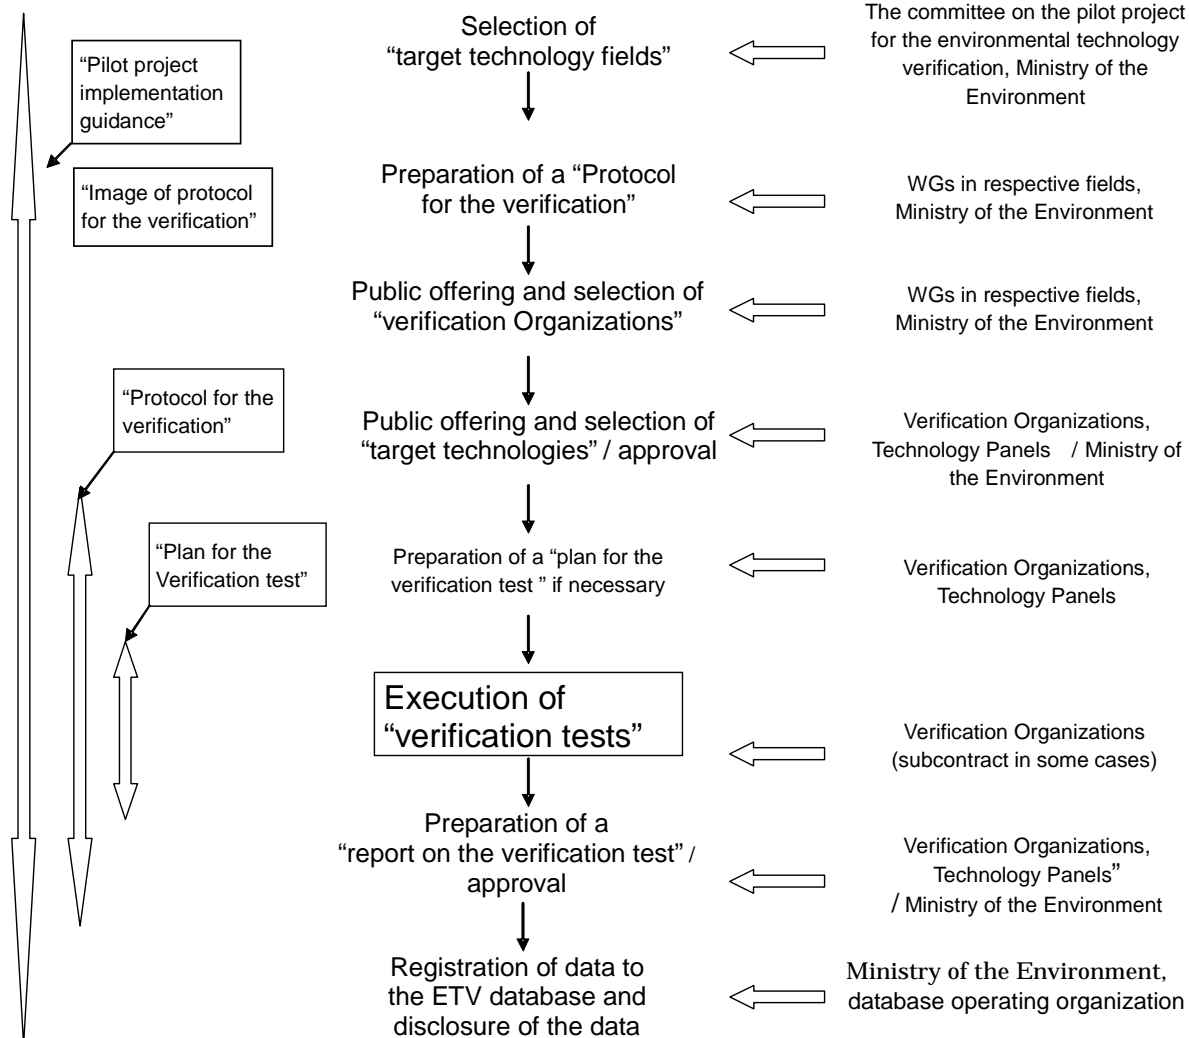 Selection of
“target technology fields”
The committee on the pilot project
for the environmental technology
verification, Ministry of the
Environment
“Pilot project
implementation
guidance”
“Image of protocol
for the verification”
Preparation of a “Protocol
for the verification”
WGs in respective fields,
Ministry of the Environment
Public offering and selection of
“verification Organizations”
WGs in respective fields,
Ministry of the Environment
“Protocol for the
verification”
Public offering and selection of
“target technologies” / approval
Verification Organizations,
Technology Panels / Ministry of
the Environment
“Plan for the
Verification test”
Preparation of a “plan for the
verification test ” if necessary
Verification Organizations,
Technology Panels
Execution of
“verification tests”
Verification Organizations
(subcontract in some cases)
Preparation of a
“report on the verification test” /
approval
Verification Organizations,
Technology Panels”
/ Ministry of the Environment
Registration of data to
the ETV database and
disclosure of the data
Ministry of the Environment,
database operating organization